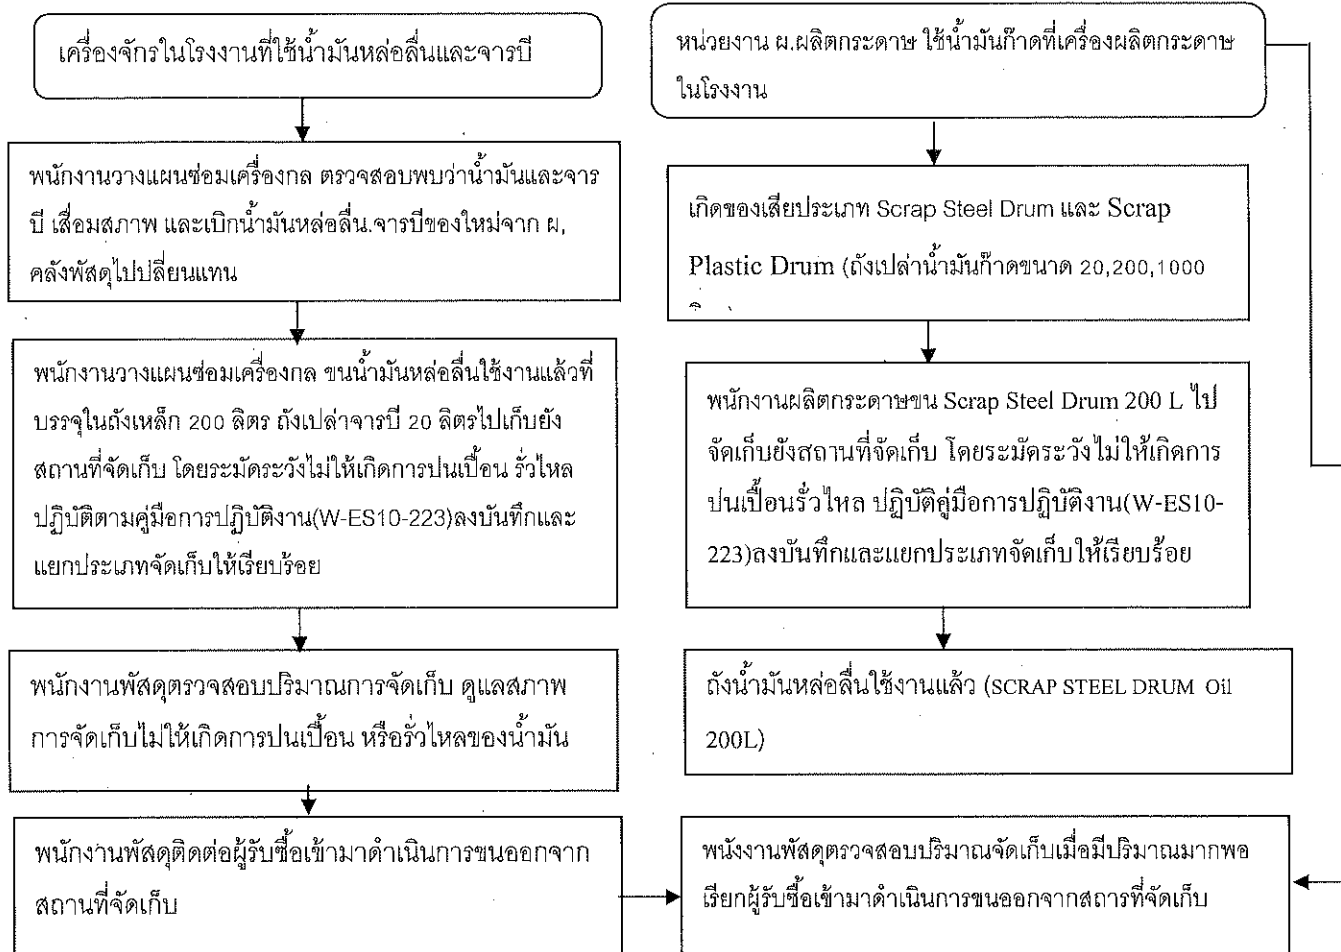 เครื่องจักรในโรงงานที่ใช้น้ำมันหล่อลื่นและจารบี
พนักงานวางแผนซ่อมเครื่องกล ตรวจสอบพบว่าน้ำมันและจาร
บี เสื่อมสภาพ และเบิกน้ำมันหล่อลื่น.จารบีของใหม่จาก ผ,
คลังพัสดุไปเปลี่ยนแทน
พนักงานวางแผนซ่อมเครื่องกล ขนน้ำมันหล่อลื่นใช้งานแล้วที่
บรรจุในถังเหล็ก 200 ลิตร ถังเปล่าจารบี 20 ลิตรไปเก็บยัง
สถานที่จัดเก็บ โดยระมัดระวังไม่ให้เกิดการปนเปื้อน รั่วไหล
ปฏิบัติตามคู่มือการปฏิบัติงาน(W-ES10-223)ลงบันทึกและ
แยกประเภทจัดเก็บให้เรียบร้อย
พนักงานพัสดุตรวจสอบปริมาณการจัดเก็บ ดูแลสภาพ
การจัดเก็บไม่ให้เกิดการปนเปื้อน หรือรั่วไหลของน้ำมัน
พนักงานพัสดุติดต่อผู้รับซื้อเข้ามาดำเนินการขนออกจาก
สถานที่จัดเก็บ
หน่วยงาน ผ.ผลิตกระดาษ ใช้น้ำมันก๊าดที่เครื่องผลิตกระดาษ
ในโรงงาน
เกิดของเสียประเภท Scrap Steel Drum และ Scrap
Plastic Drum (ถังเปล่าน้ำมันก๊าดขนาด 20,200,1000
พนักงานผลิตกระดาษขน Scrap Steel Drum 200 L ไป
จัดเก็บยังสถานที่จัดเก็บ โดยระมัดระวังไม่ให้เกิดการ
ปนเปื้อนรั่วไหล ปฏิบัติคู่มือการปฏิบัติงาน(W-ES10-
223)ลงบันทึกและแยกประเภทจัดเก็บให้เรียบร้อย
ถังน้ำมันหล่อลื่นใช้งานแล้ว (SCRAP STEEL DRUM Oil
200L)
พนังงานพัสดุตรวจสอบปริมาณจัดเก็บเมื่อมีปริมาณมากพอ
เรียกผู้รับซื้อเข้ามาดำเนินการขนออกจากสถารที่จัดเก็บ